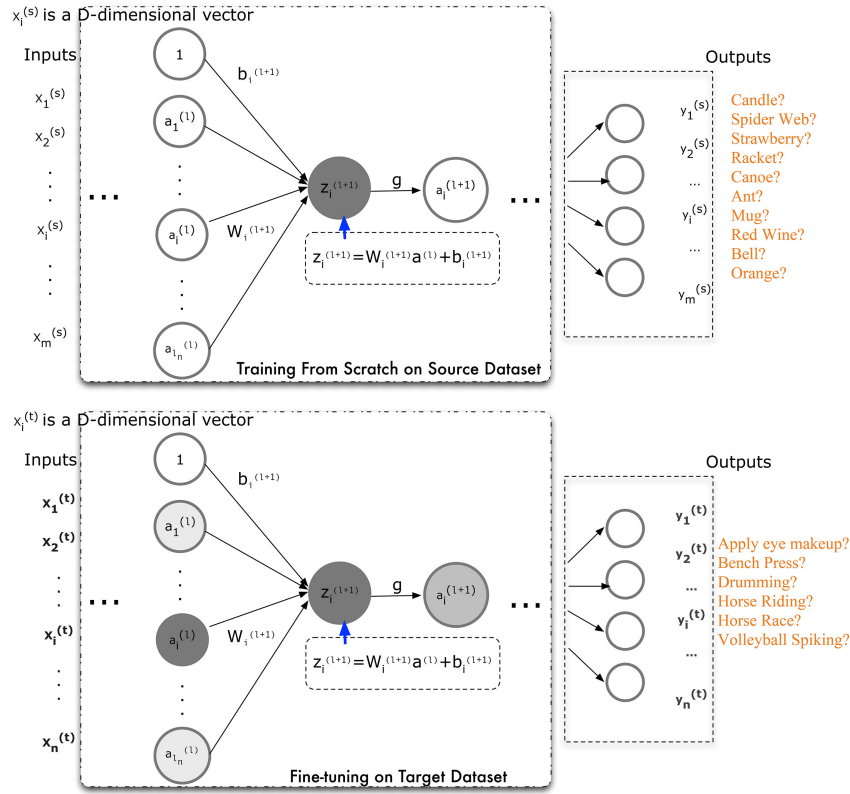 x_i^(s) is a D-dimensional vector
Inputs
Outputs
1
b_i^(l+1)
x_1^(s)
a_1^(l)
y_1^(s)
Candle?
Spider Web?
x_2^(s)
y_2^(s)
Strawberry?
Racket?
...
z_i^(l+1)
g
a_i^(l+1)
...
...
Canoe?
Ant?
x_i^(s)
a_i^(l)
W_i^(l+1)
y_i^(s)
Mug?
Red Wine?
z_i^(l+1)=W_i^(l+1)a^(l)+b_i^(l+1)
...
Bell?
Orange?
x_m^(s)
a_l_n^(l)
y_m^(s)
Training From Scratch on Source Dataset
x_i^(t) is a D-dimensional vector
Inputs
Outputs
1
b_i^(l+1)
x_1^(t)
a_1^(l)
y_1^(t)
x_2^(t)
y_2^(t)
Apply eye makeup?
Bench Press?
...
z_i^(l+1)
g
a_i^(l+1)
...
...
Drumming?
Horse Riding?
x_i^(t)
a_i^(l)
W_i^(l+1)
y_i^(t)
Horse Race?
Volleyball Spiking?
z_i^(l+1)=W_i^(l+1)a^(l)+b_i^(l+1)
...
x_n^(t)
a_l_n^(l)
y_n^(t)
Fine-tuning on Target Dataset